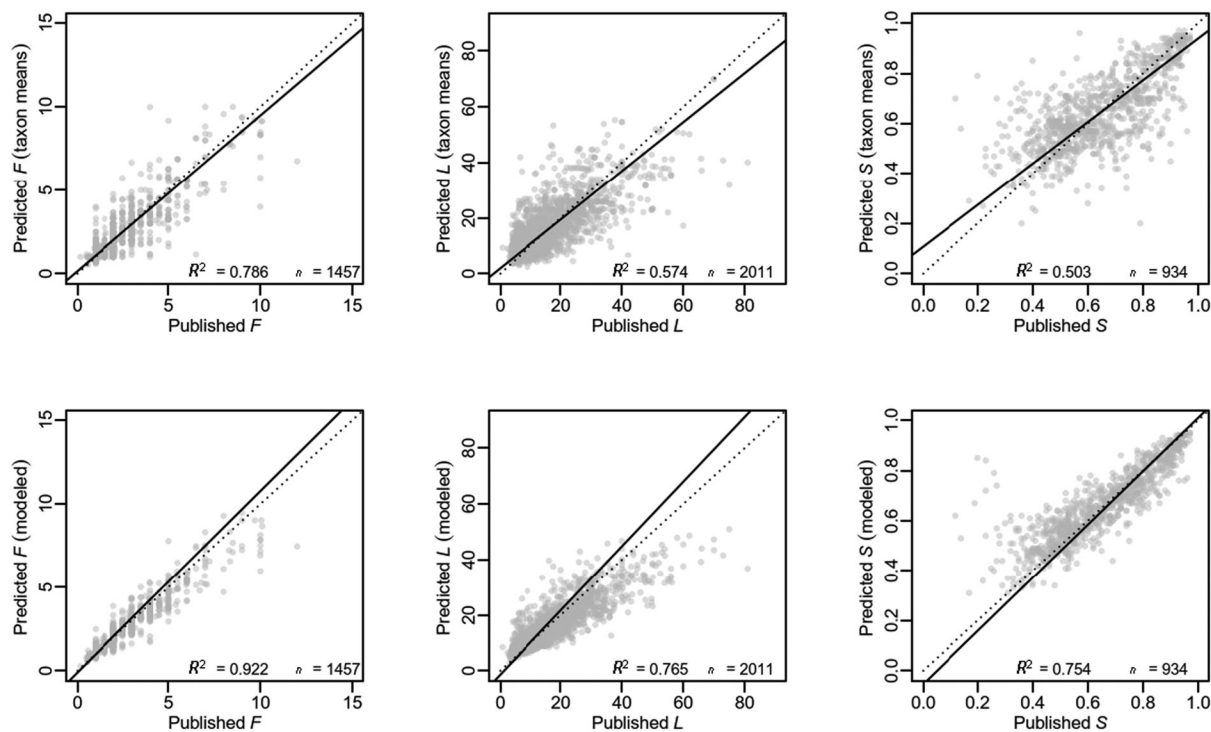 Predicted F (taxon means)
15
10
5
0
R² = 0.786 n = 1457
0 5 10 15
Published F
Predicted L (taxon means)
80
60
40
20
0
R² = 0.574 n = 2011
0 20 40 60 80
Published L
Predicted S (taxon means)
1.0
0.8
0.6
0.4
0.2
0.0
R² = 0.503 n = 934
0.0 0.2 0.4 0.6 0.8 1.0
Published S
Predicted F (modeled)
15
10
5
0
R² = 0.922 n = 1457
0 5 10 15
Published F
Predicted L (modeled)
80
60
40
20
0
R² = 0.765 n = 2011
0 20 40 60 80
Published L
Predicted S (modeled)
1.0
0.8
0.6
0.4
0.2
0.0
R² = 0.754 n = 934
0.0 0.2 0.4 0.6 0.8 1.0
Published S